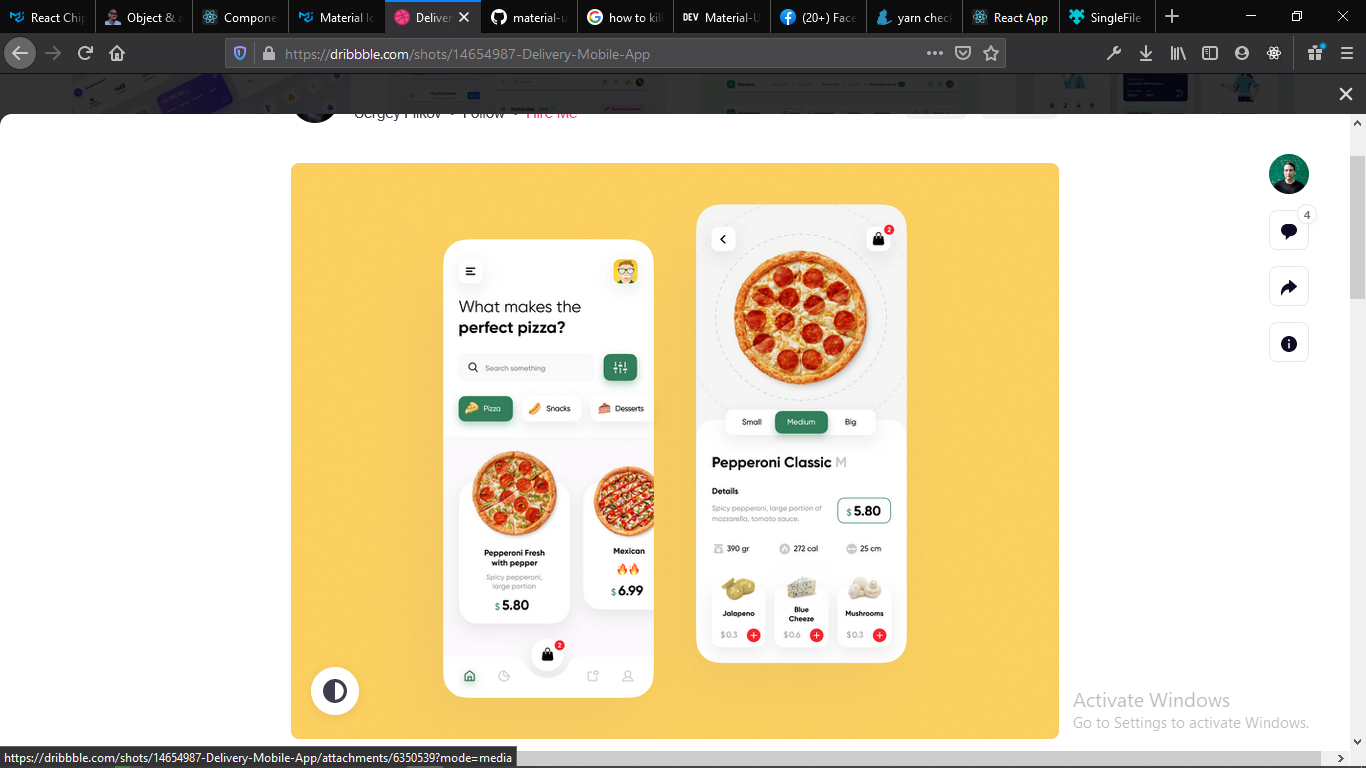 React Chip
Object & a
Compone
Material Ic
Deliver
material-u
how to kill
DEV Material-U
(20+) Face
yarn chec
React App
SingleFile
https://dribbble.com/shots/14654987-Delivery-Mobile-App
Follow • Hire Me
4
What makes the
perfect pizza?
Search something
Pizza Snacks Desserts
Pepperoni Fresh
with pepper
Spicy pepperoni,
large portion
$ 5.80
Mexican
$ 6.99
2
2
Small Medium Big
Pepperoni Classic M
Details
Spicy pepperoni, large portion of
mozzarella, tomato sauce.
$ 5.80
390 gr 272 cal 25 cm
Jalapeno
$ 0.3
Blue
Cheeze
$ 0.6
Mushrooms
$ 0.3
Activate Windows
Go to Settings to activate Windows.
https://dribbble.com/shots/14654987-Delivery-Mobile-App/attachments/6350539?mode=media